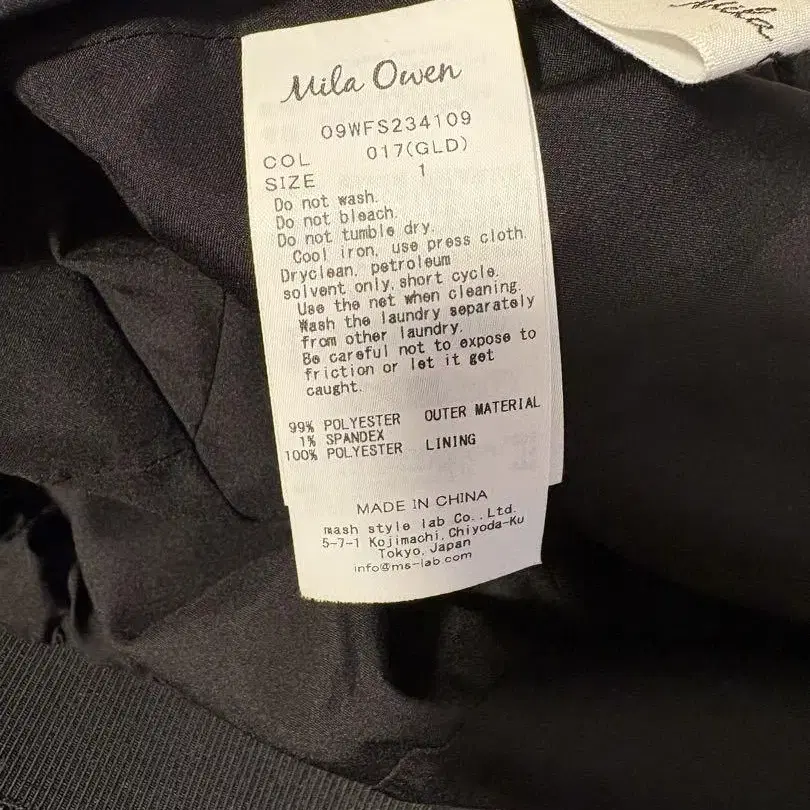 Mila
Mila Owen
09WFS234109
COL 017(GLD)
SIZE 1
Do not wash.
Do not bleach.
Do not tumble dry.
Cool iron, use press cloth.
Dryclean, petroleum
solvent only, short cycle.
Use the net when cleaning.
Wash the laundry separately
from other laundry.
Be careful not to expose to
friction or let it get
caught.
99% POLYESTER OUTER MATERIAL
1% SPANDEX
100% POLYESTER LINING
MADE IN CHINA
mash style lab Co.,Ltd.
5-7-1 Kojimachi, Chiyoda-Ku
Tokyo, Japan
info@ms-lab.com